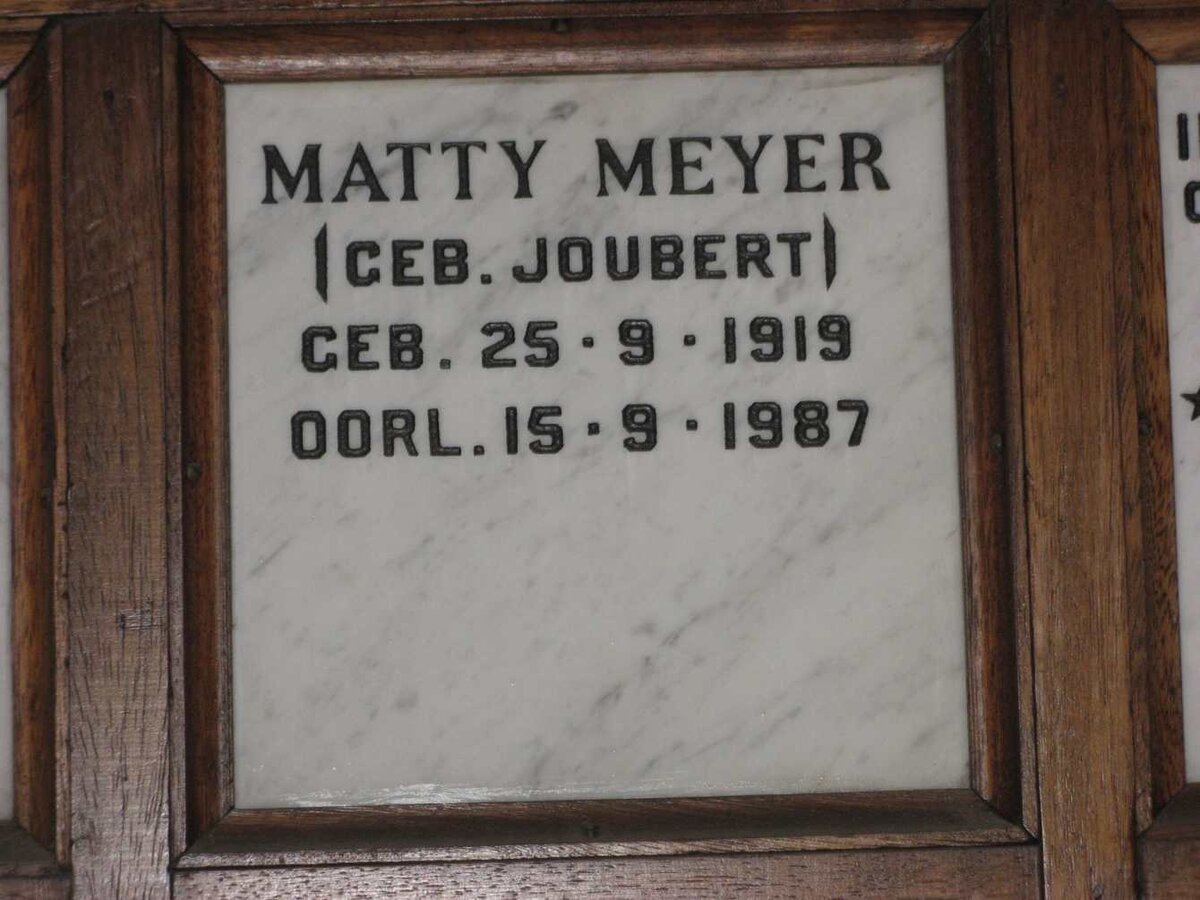 MATTY MEYER
(GEB. JOUBERT)
GEB. 25·9·1919
OORL. 15·9·1987